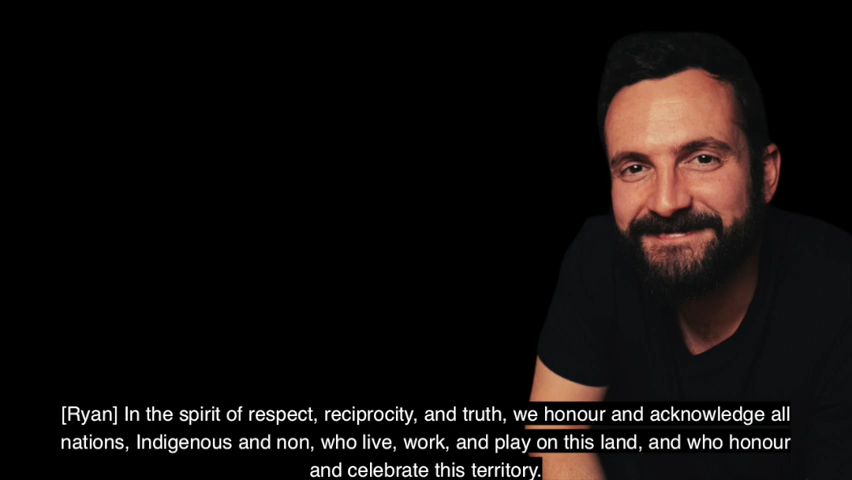 [Ryan] In the spirit of respect, reciprocity, and truth, we honour and acknowledge all
nations, Indigenous and non, who live, work, and play on this land, and who honour
and celebrate this territory.